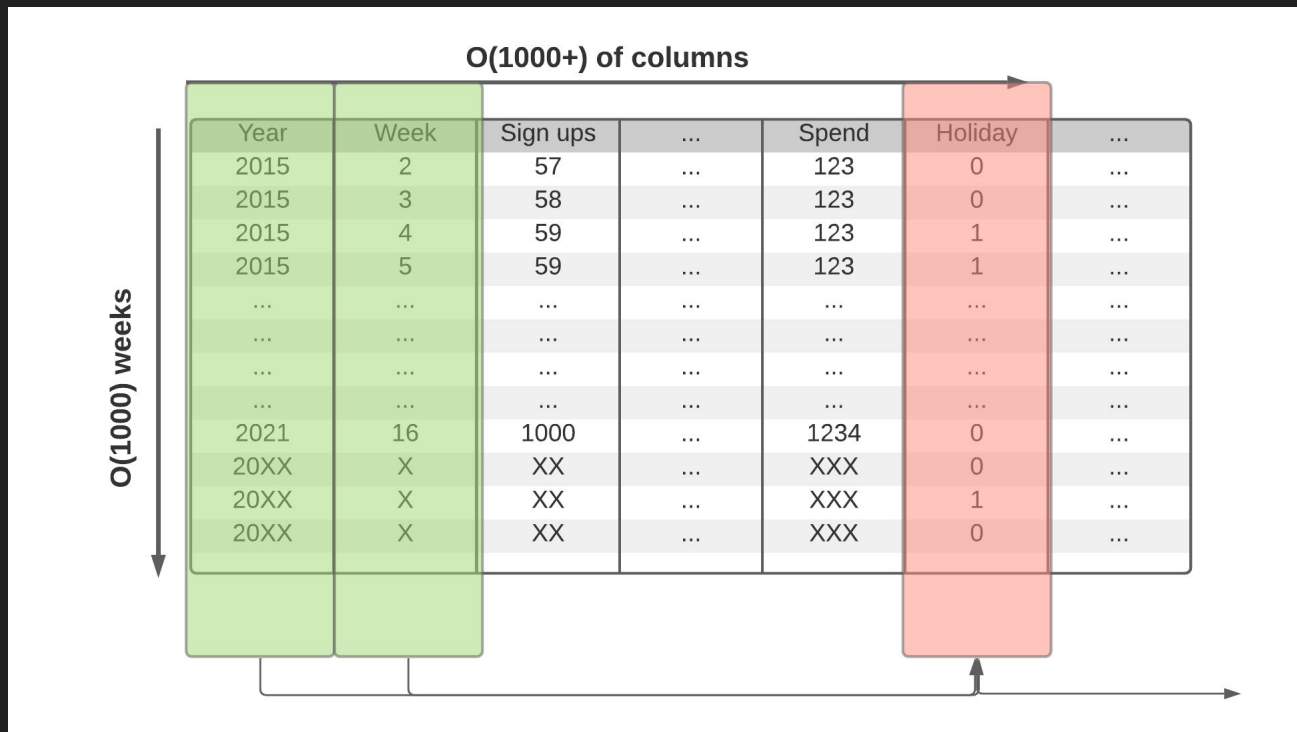 O(1000+) of columns
O(1000) weeks
Year Week Sign ups ... Spend Holiday ...
2015 2 57 ... 123 0 ...
2015 3 58 ... 123 0 ...
2015 4 59 ... 123 1 ...
2015 5 59 ... 123 1 ...
... ... ... ... ... ... ...
... ... ... ... ... ... ...
... ... ... ... ... ... ...
... ... ... ... ... ... ...
2021 16 1000 ... 1234 0 ...
20XX X XX ... XXX 0 ...
20XX X XX ... XXX 1 ...
20XX X XX ... XXX 0 ...